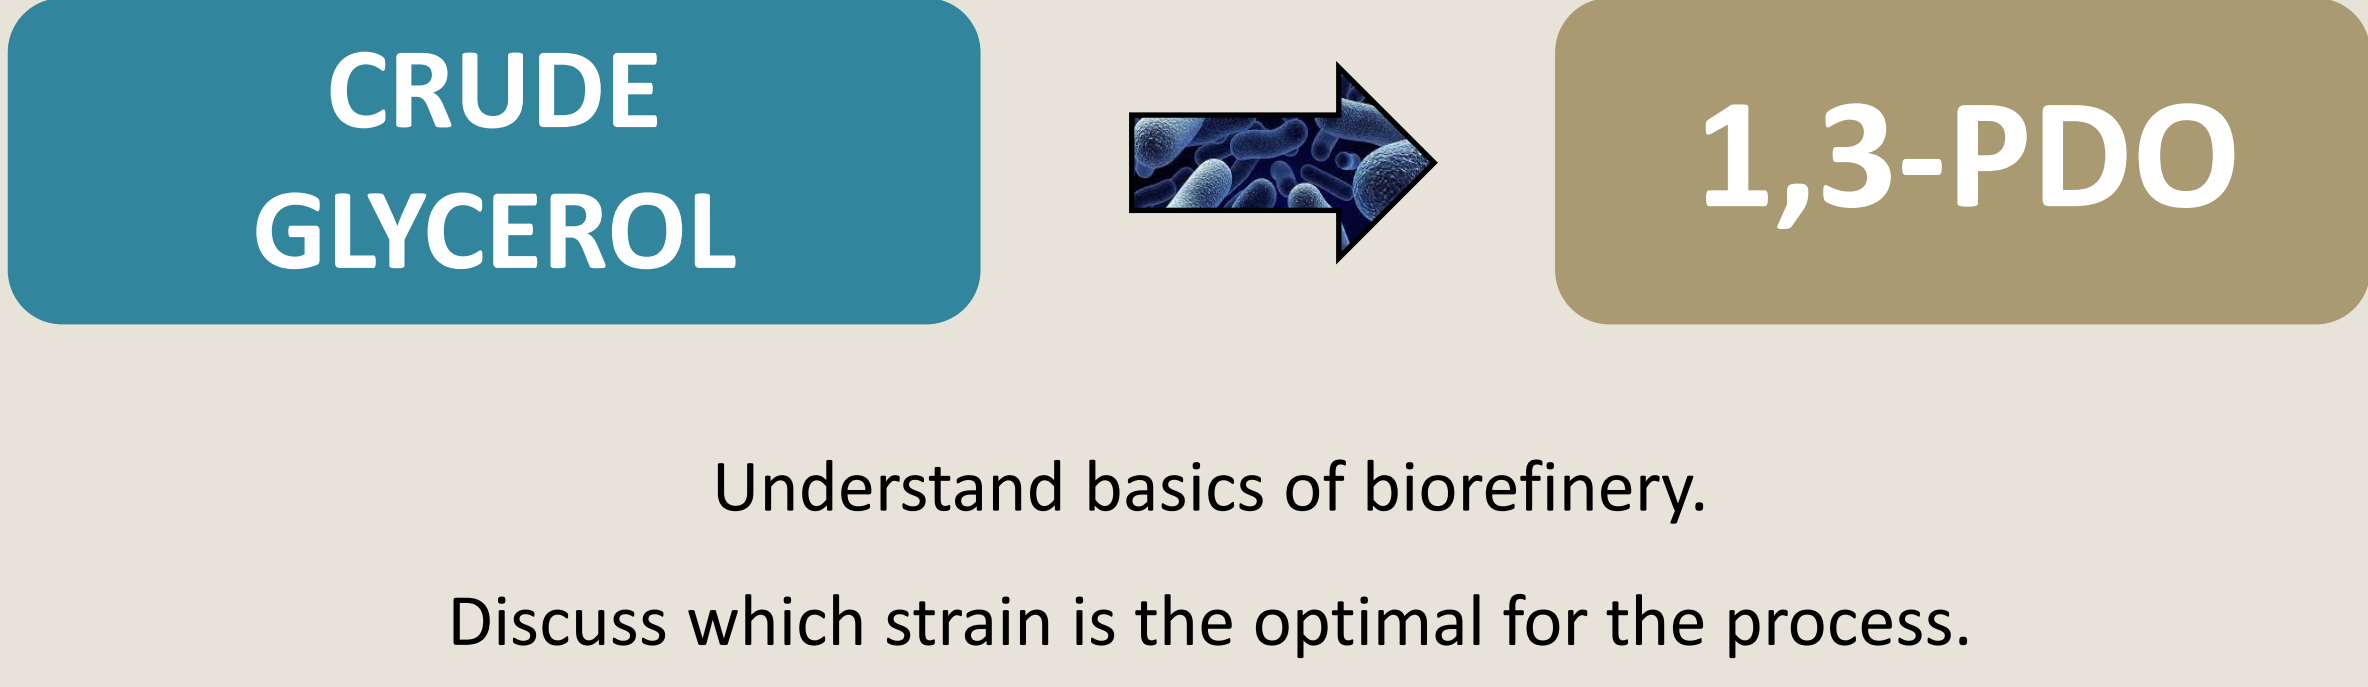 CRUDE
GLYCEROL
1,3-PDO
Understand basics of biorefinery.
Discuss which strain is the optimal for the process.